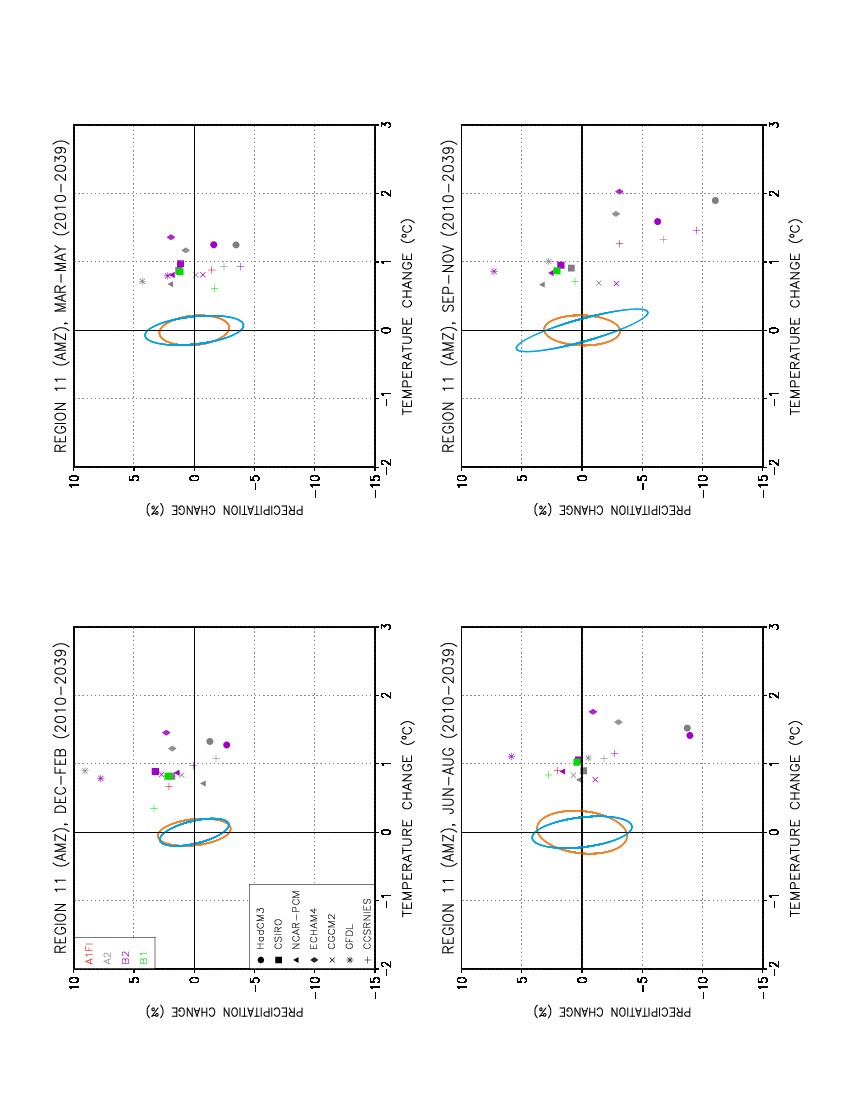 REGION 11 (AMZ), DEC-FEB (2010-2039)
PRECIPITATION CHANGE (%)
10
5
0
-5
-10
-15
-2
-1
0
1
2
3
TEMPERATURE CHANGE (ºC)
A1FI
A2
B2
B1
HadCM3
CSIRO
NCAR-PCM
ECHAM4
CGCM2
GFDL
CCSRNIES
REGION 11 (AMZ), MAR-MAY (2010-2039)
PRECIPITATION CHANGE (%)
10
5
0
-5
-10
-15
-2
-1
0
1
2
3
TEMPERATURE CHANGE (ºC)
REGION 11 (AMZ), JUN-AUG (2010-2039)
PRECIPITATION CHANGE (%)
10
5
0
-5
-10
-15
-2
-1
0
1
2
3
TEMPERATURE CHANGE (ºC)
REGION 11 (AMZ), SEP-NOV (2010-2039)
PRECIPITATION CHANGE (%)
10
5
0
-5
-10
-15
-2
-1
0
1
2
3
TEMPERATURE CHANGE (ºC)